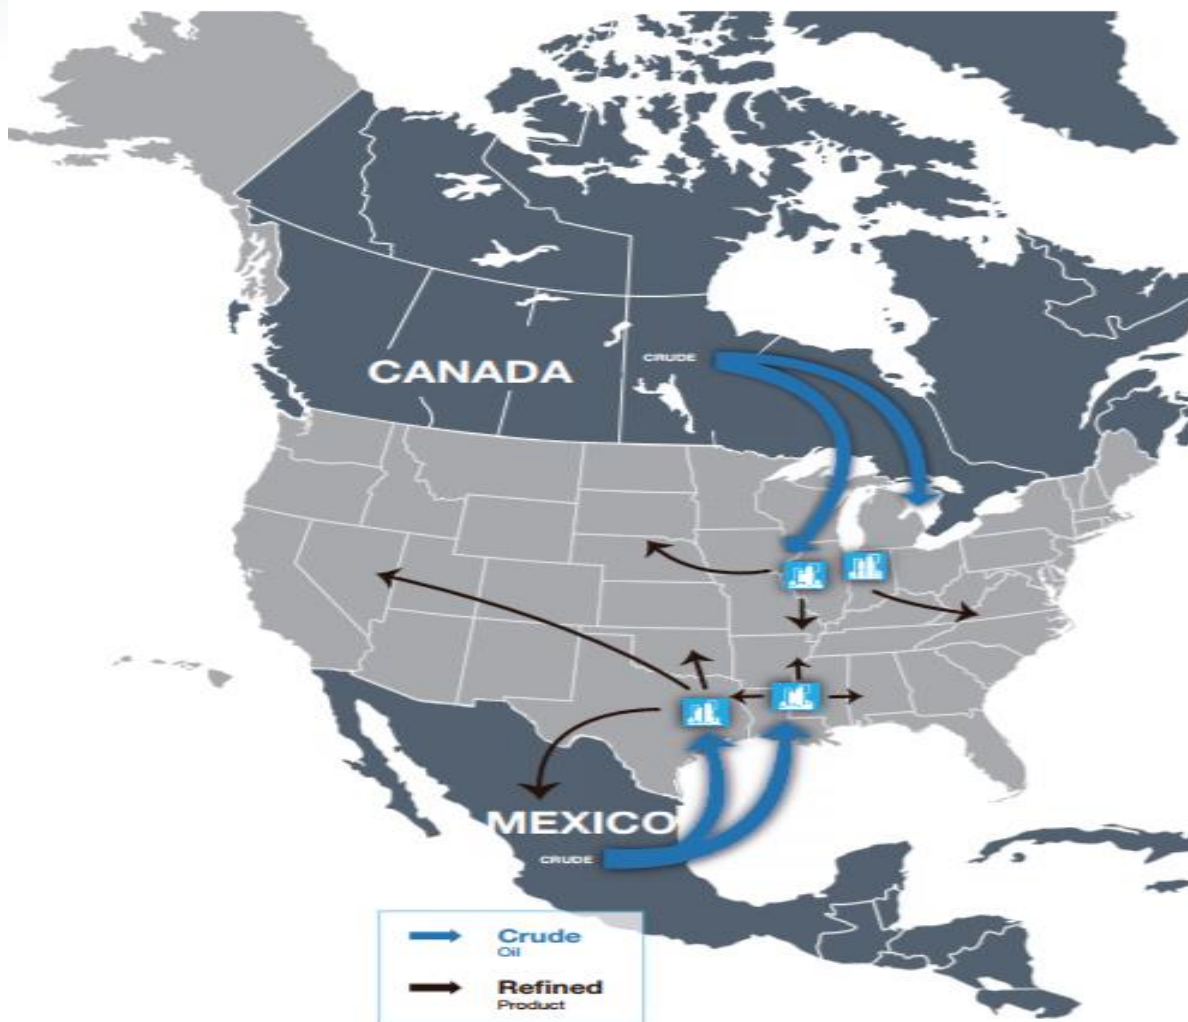 CRUDE
CANADA
MEXICO
CRUDE
Crude
Oil
Refined
Product